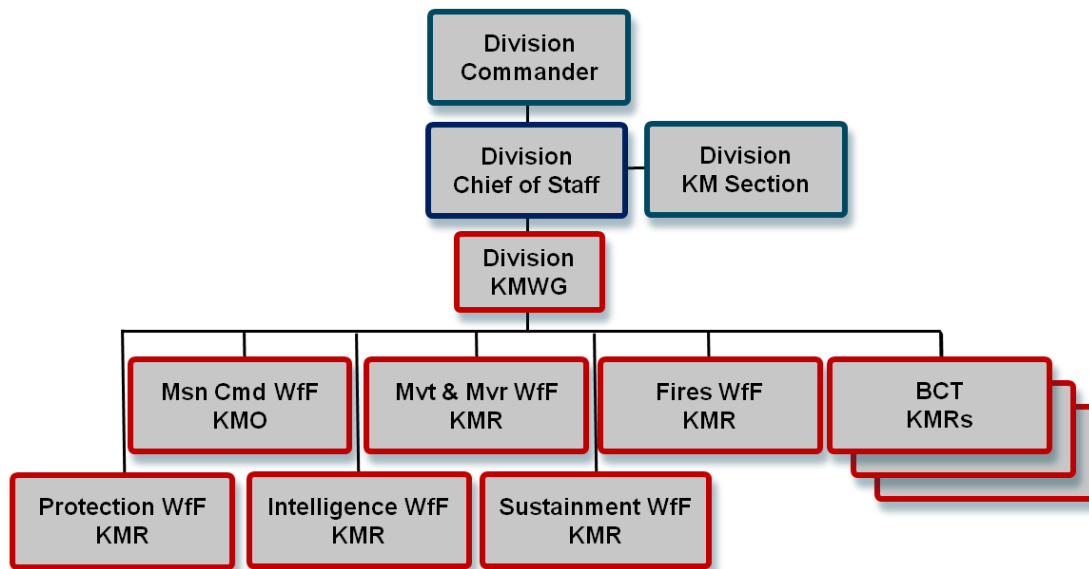 Division
Commander
Division
Chief of Staff
Division
KM Section
Division
KMWG
Msn Cmd WfF
KMO
Mvt & Mvr WfF
KMR
Fires WfF
KMR
BCT
KMRs
Protection WfF
KMR
Intelligence WfF
KMR
Sustainment WfF
KMR